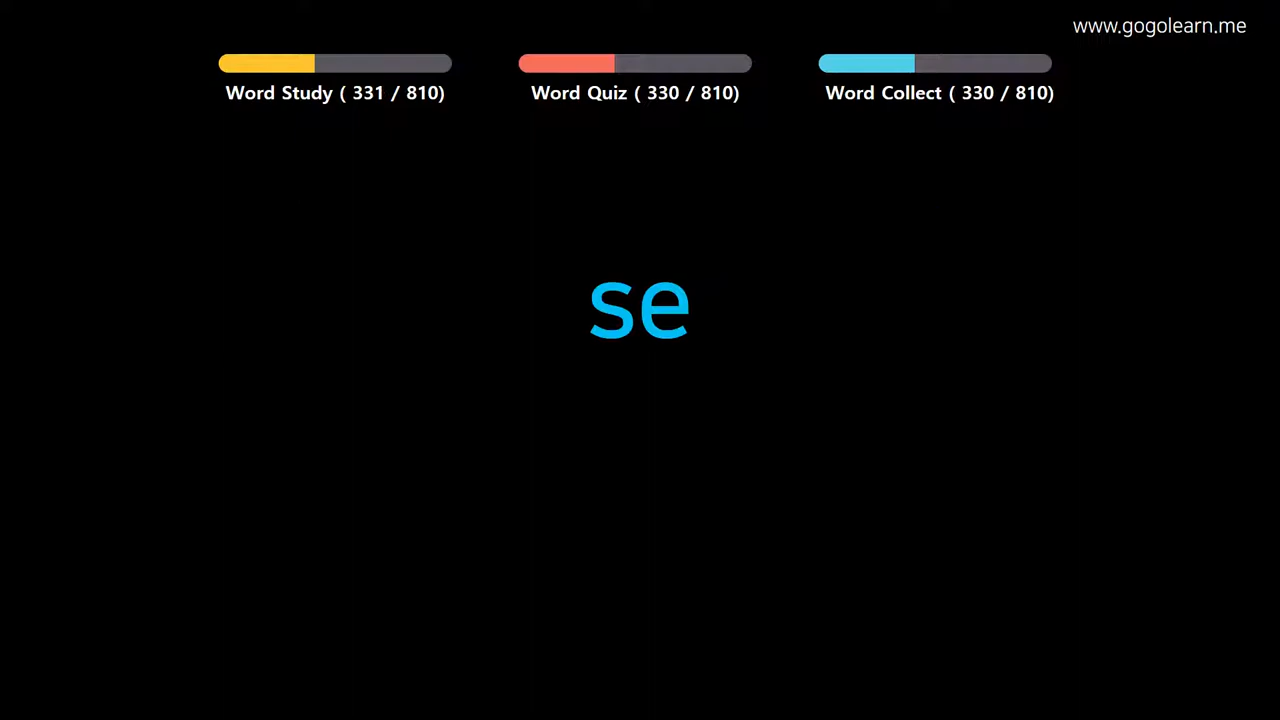 www.gogolearn.me
Word Study ( 331 / 810)
Word Quiz ( 330 / 810)
Word Collect ( 330 / 810)
se